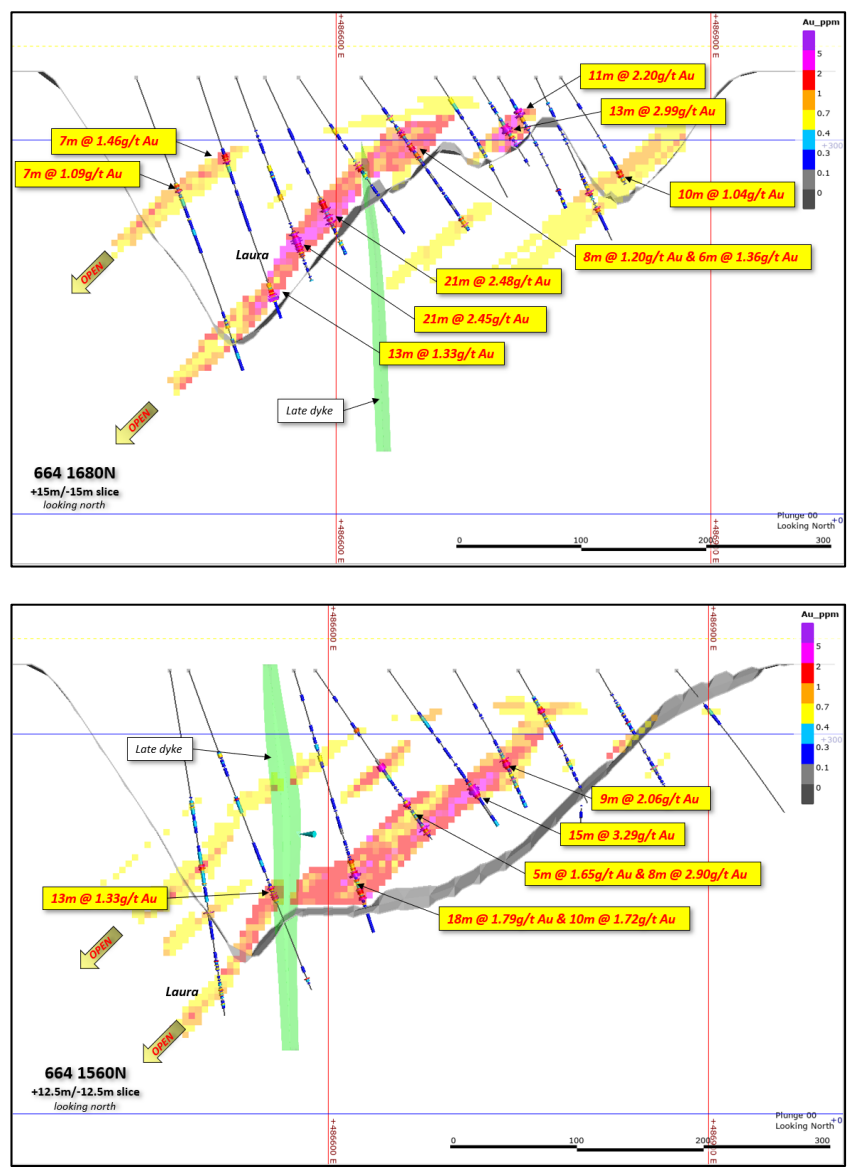 Au_ppm
5
2
1
0.7
0.4
0.3
0.1
0
+486600 E
+486900 E
+300
11m @ 2.20g/t Au
13m @ 2.99g/t Au
7m @ 1.46g/t Au
7m @ 1.09g/t Au
10m @ 1.04g/t Au
Laura
OPEN
8m @ 1.20g/t Au & 6m @ 1.36g/t Au
21m @ 2.48g/t Au
21m @ 2.45g/t Au
13m @ 1.33g/t Au
Late dyke
OPEN
664 1680N
+15m/-15m slice
looking north
Plunge 00
Looking North
+0
+486600 E
+486900 E
0
100
200
300
Au_ppm
5
2
1
0.7
0.4
0.3
0.1
0
+486600 E
+486900 E
+300
Late dyke
9m @ 2.06g/t Au
15m @ 3.29g/t Au
5m @ 1.65g/t Au & 8m @ 2.90g/t Au
13m @ 1.33g/t Au
18m @ 1.79g/t Au & 10m @ 1.72g/t Au
OPEN
Laura
OPEN
664 1560N
+12.5m/-12.5m slice
looking north
Plunge 00
Looking North
+486600 E
+486900 E
0
100
200
300